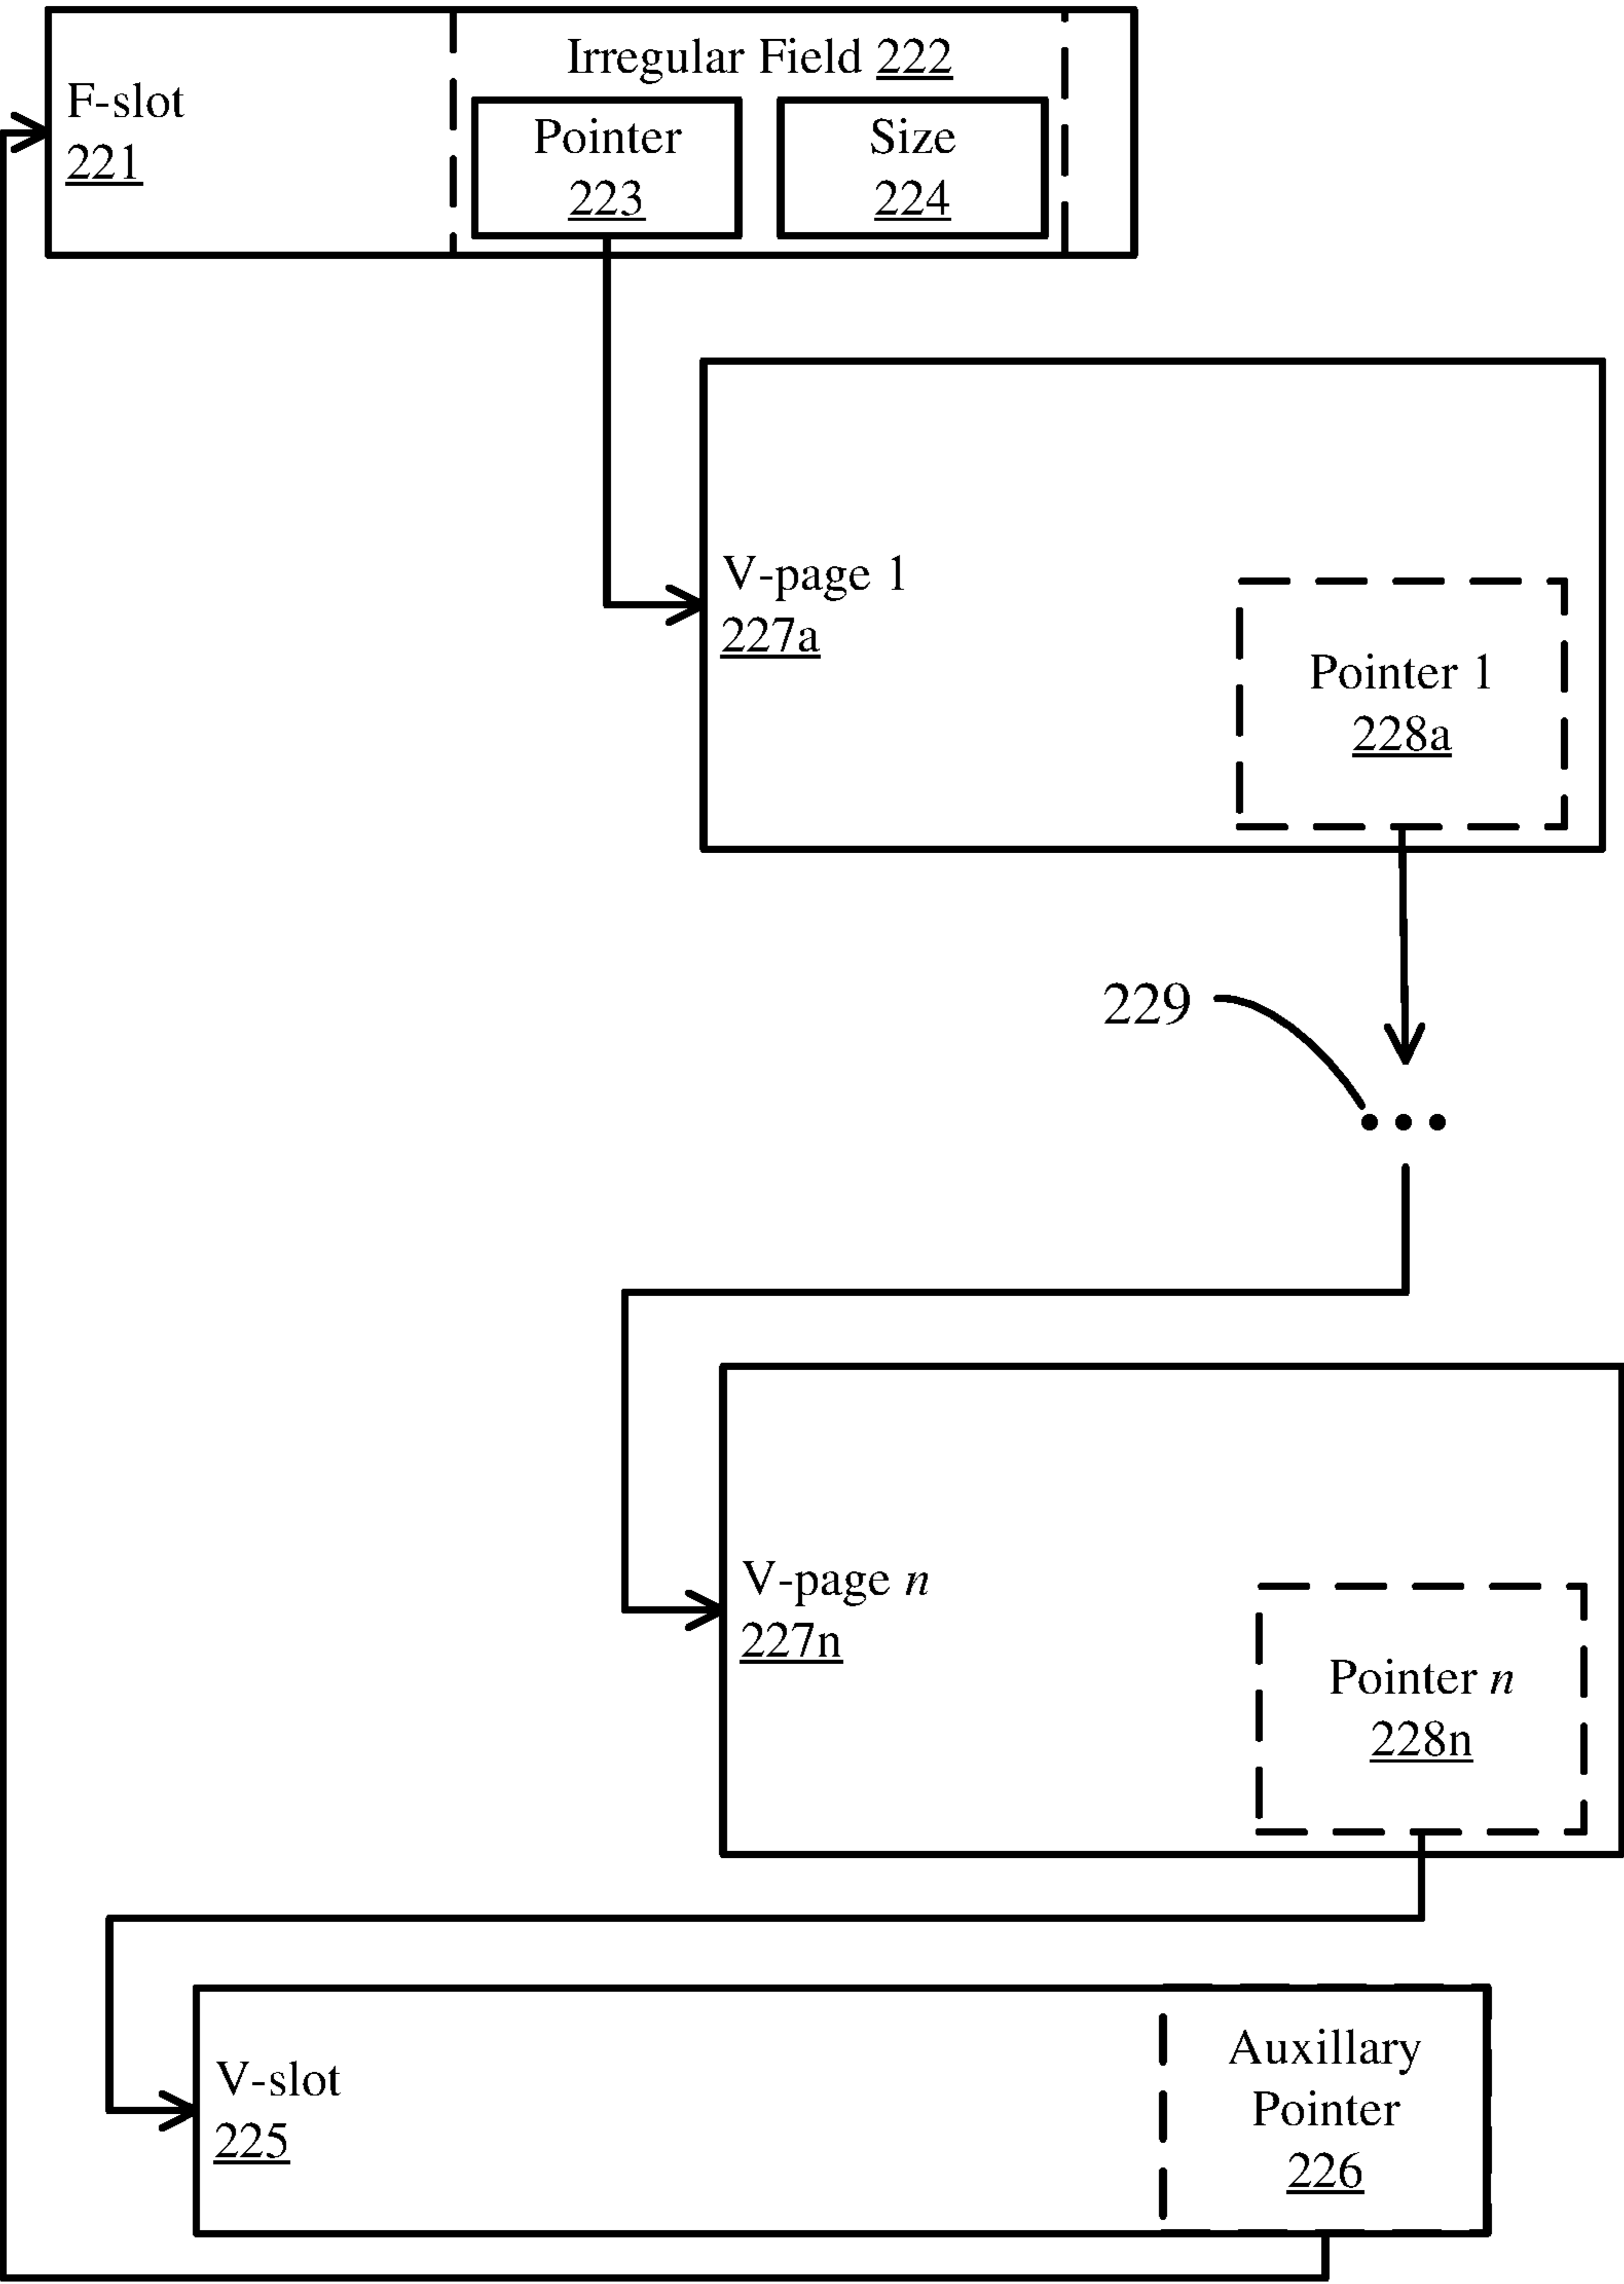 Irregular Field 222
F-slot
221
Pointer
223
Size
224
V-page 1
227a
Pointer 1
228a
229
V-page n
227n
Pointer n
228n
V-slot
225
Auxillary
Pointer
226